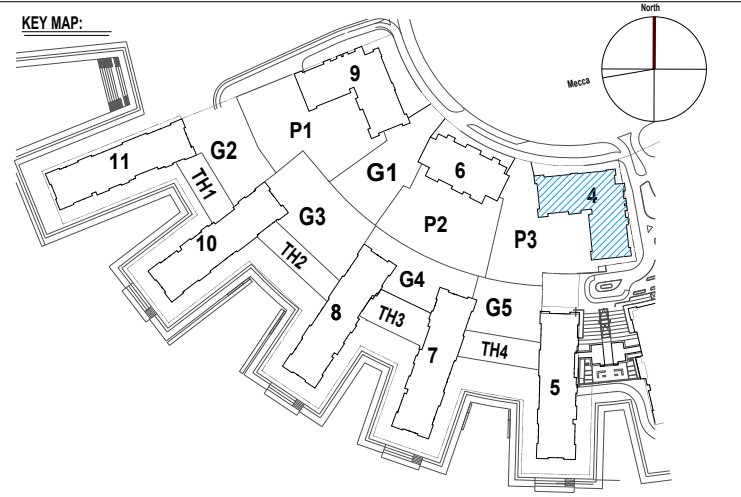 KEY MAP:
North
Mecca
9
P1
11
G2
TH1
G1
6
4
10
G3
P2
P3
TH2
8
G4
TH3
7
G5
TH4
5